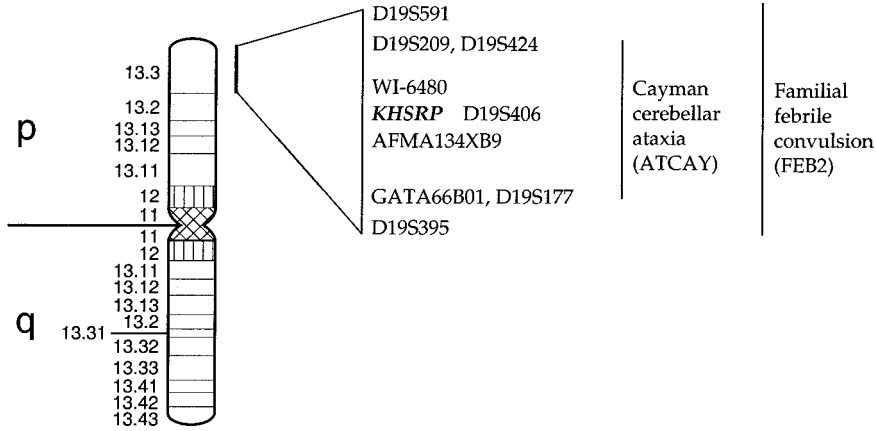 p
13.3
13.2
13.13
13.12
13.11
12
11
q
11
12
13.11
13.12
13.13
13.2
13.31
13.32
13.33
13.41
13.42
13.43
D19S591
D19S209, D19S424
WI-6480
KHSRP D19S406
AFMA134XB9
GATA66B01, D19S177
D19S395
Cayman
cerebellar
ataxia
(ATCAY)
Familial
febrile
convulsion
(FEB2)